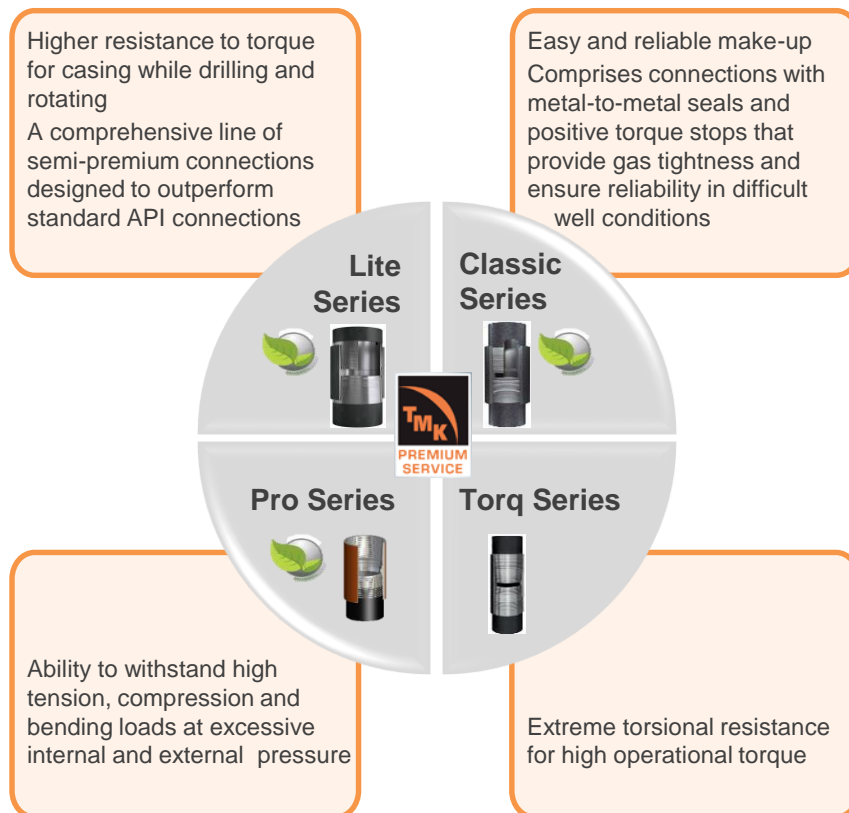 Higher resistance to torque
for casing while drilling and
rotating
A comprehensive line of
semi-premium connections
designed to outperform
standard API connections
Easy and reliable make-up
Comprises connections with
metal-to-metal seals and
positive torque stops that
provide gas tightness and
ensure reliability in difficult
well conditions
Lite
Series
Classic
Series
TMK
PREMIUM
SERVICE
Pro Series
Torq Series
Ability to withstand high
tension, compression and
bending loads at excessive
internal and external pressure
Extreme torsional resistance
for high operational torque